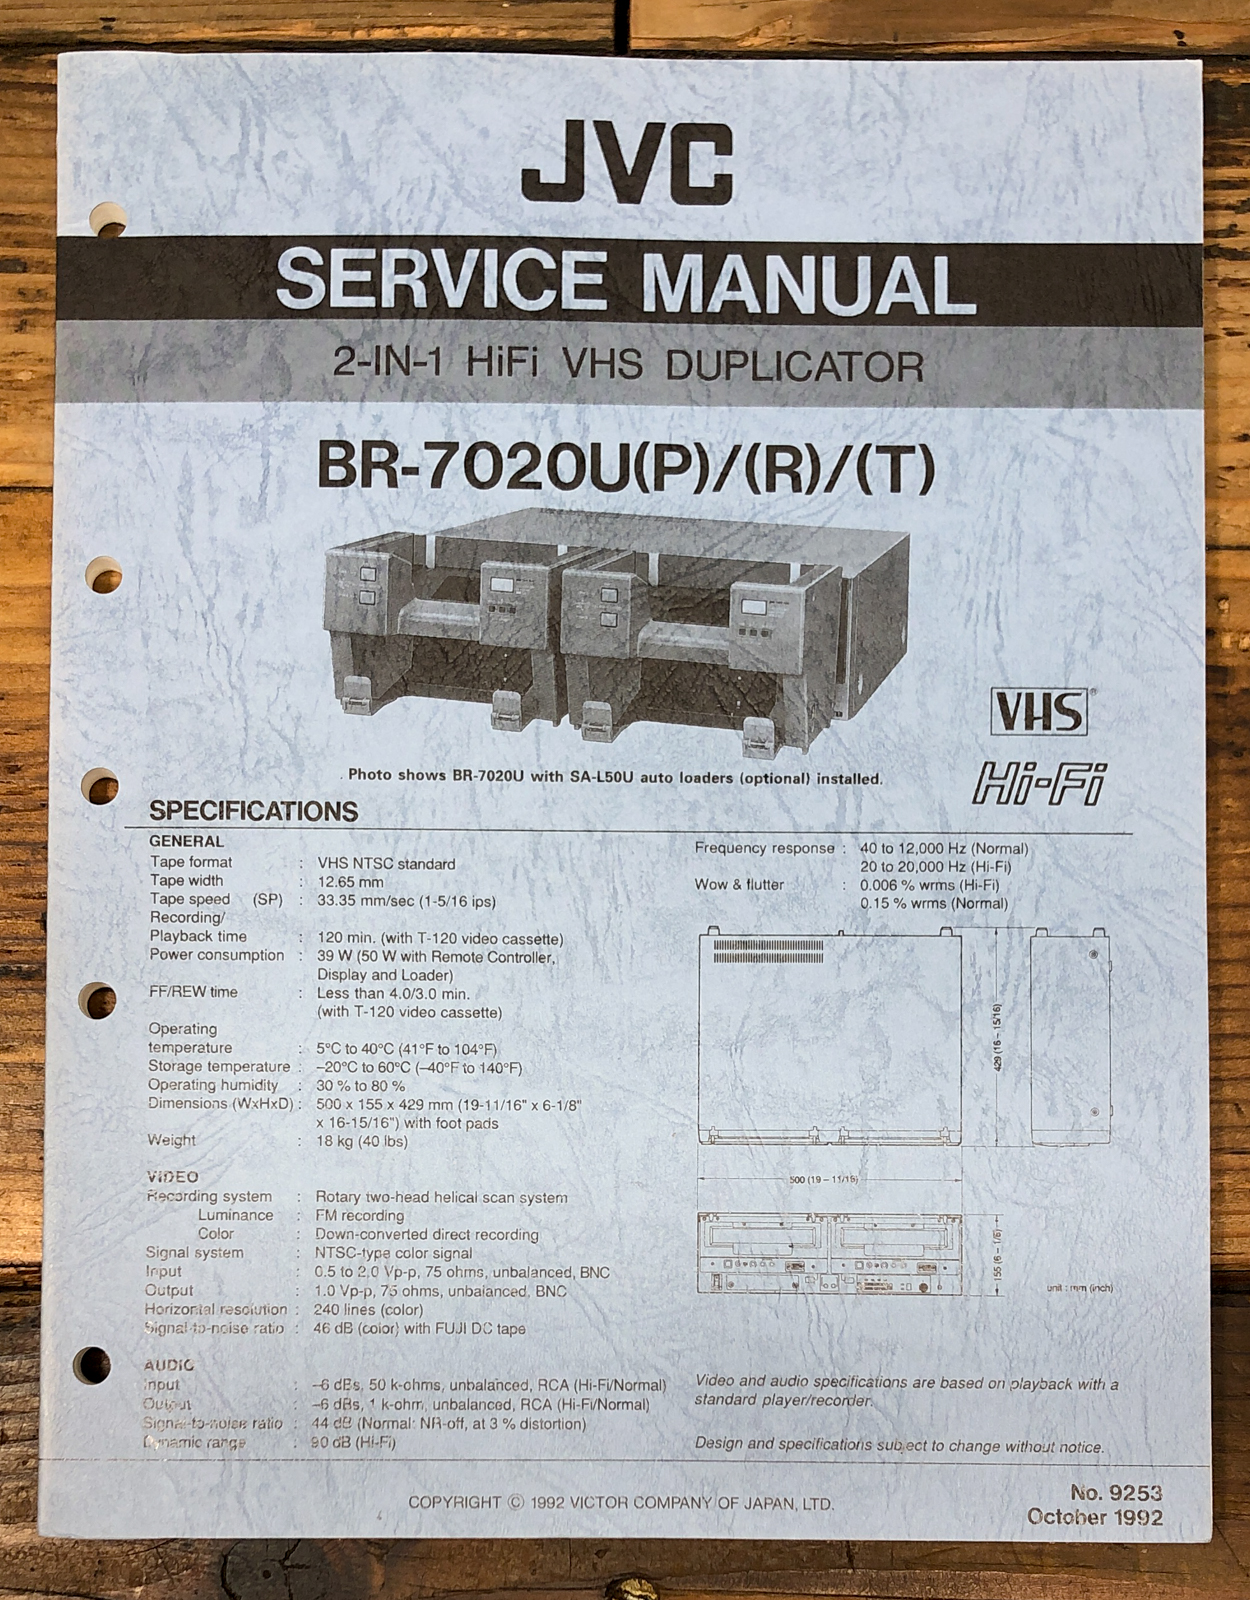 JVC
SERVICE MANUAL
2-IN-1 HiFi VHS DUPLICATOR
BR-7020U(P)/(R)/(T)
VHS®
Hi-Fi
Photo shows BR-7020U with SA-L50U auto loaders (optional) installed.
SPECIFICATIONS
GENERAL
Tape format : VHS NTSC standard
Tape width : 12.65 mm
Tape speed (SP) : 33.35 mm/sec (1-5/16 ips)
Recording/
Playback time : 120 min. (with T-120 video cassette)
Power consumption : 39 W (50 W with Remote Controller,
Display and Loader)
FF/REW time : Less than 4.0/3.0 min.
(with T-120 video cassette)
Operating
temperature : 5°C to 40°C (41°F to 104°F)
Storage temperature : –20°C to 60°C (–40°F to 140°F)
Operating humidity : 30 % to 80 %
Dimensions (WxHxD) : 500 x 155 x 429 mm (19-11/16" x 6-1/8"
x 16-15/16") with foot pads
Weight : 18 kg (40 lbs)
VIDEO
Recording system : Rotary two-head helical scan system
Luminance : FM recording
Color : Down-converted direct recording
Signal system : NTSC-type color signal
Input : 0.5 to 2.0 Vp-p, 75 ohms, unbalanced, BNC
Output : 1.0 Vp-p, 75 ohms, unbalanced, BNC
Horizontal resolution : 240 lines (color)
Signal-to-noise ratio : 46 dB (color) with FUJI DC tape
AUDIO
Input : –6 dBs, 50 k-ohms, unbalanced, RCA (Hi-Fi/Normal)
Output : –6 dBs, 1 k-ohm, unbalanced, RCA (Hi-Fi/Normal)
Signal-to-noise ratio : 44 dB (Normal: NR-off, at 3 % distortion)
Dynamic range : 90 dB (Hi-Fi)
Frequency response : 40 to 12,000 Hz (Normal)
20 to 20,000 Hz (Hi-Fi)
Wow & flutter : 0.006 % wrms (Hi-Fi)
0.15 % wrms (Normal)
429 (16 – 15/16)
500 (19 – 11/16)
155 (6 – 1/8)
unit : mm (inch)
Video and audio specifications are based on playback with a
standard player/recorder.
Design and specifications subject to change without notice.
COPYRIGHT © 1992 VICTOR COMPANY OF JAPAN, LTD.
No. 9253
October 1992